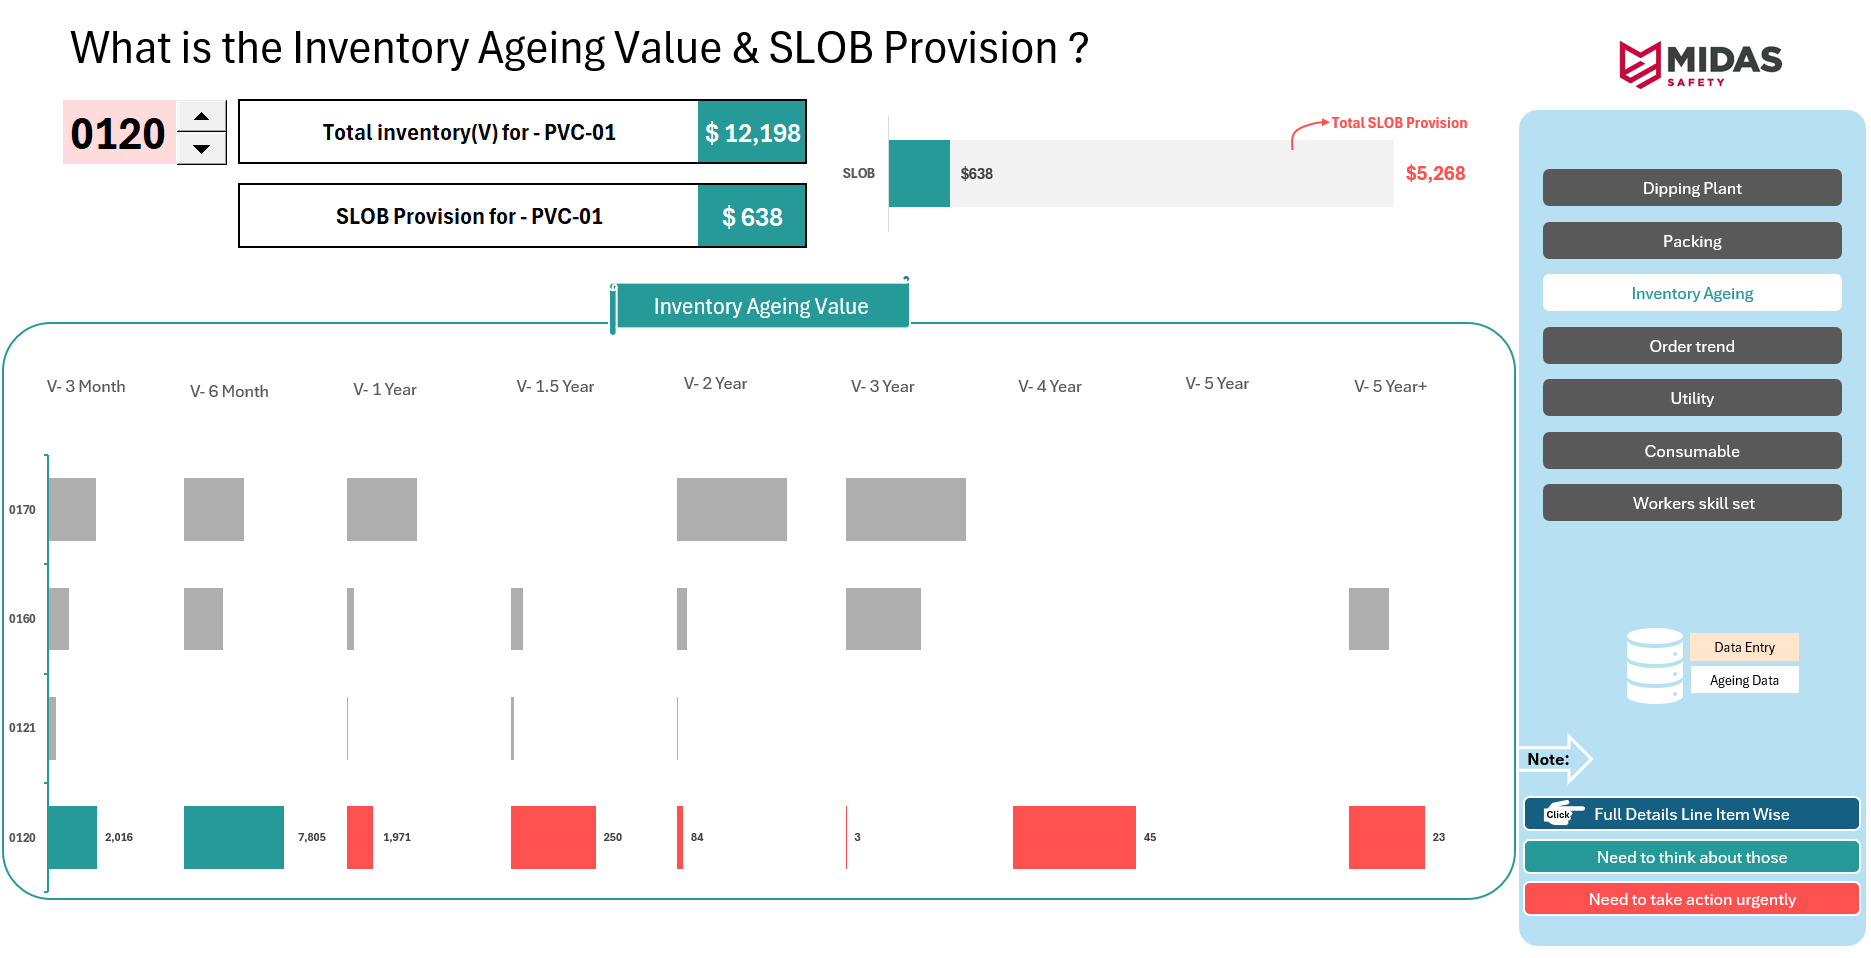 What is the Inventory Ageing Value & SLOB Provision ?
MIDAS
SAFETY
0120
Total inventory(V) for - PVC-01
$ 12,198
SLOB Provision for - PVC-01
$ 638
Total SLOB Provision
SLOB
$638
$5,268
Inventory Ageing Value
V- 3 Month
V- 6 Month
V- 1 Year
V- 1.5 Year
V- 2 Year
V- 3 Year
V- 4 Year
V- 5 Year
V- 5 Year+
0170
0160
0121
0120
2,016
7,805
1,971
250
84
3
45
23
Dipping Plant
Packing
Inventory Ageing
Order trend
Utility
Consumable
Workers skill set
Data Entry
Ageing Data
Note:
Click
Full Details Line Item Wise
Need to think about those
Need to take action urgently